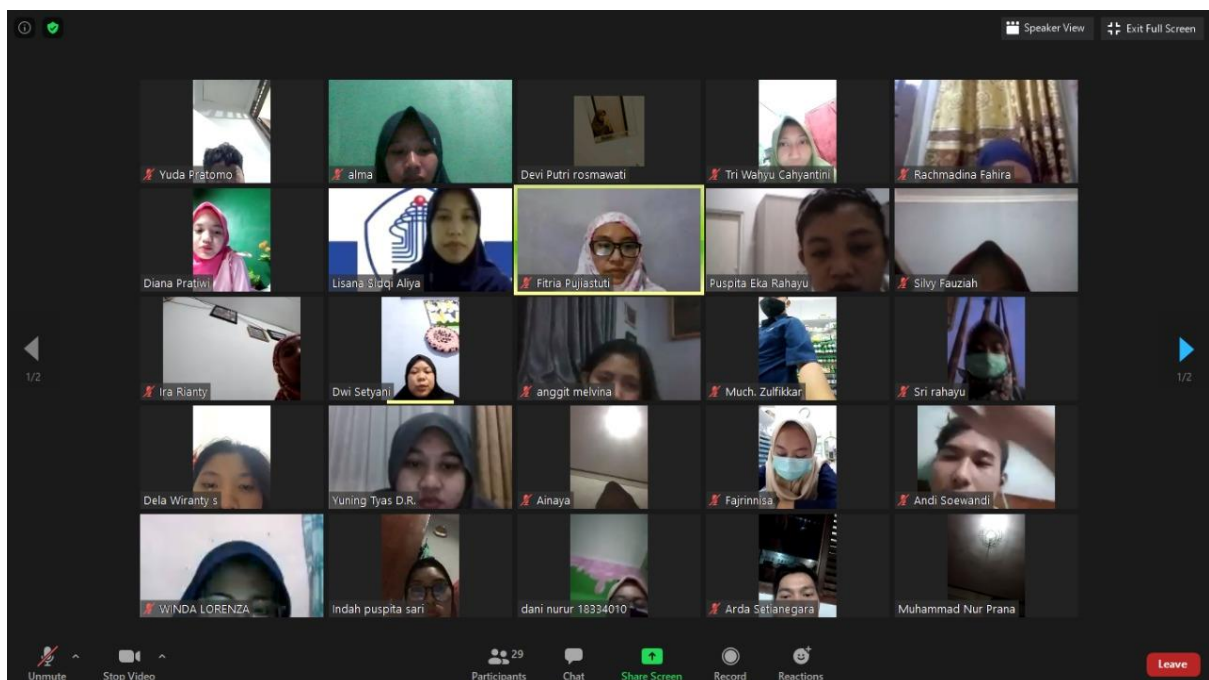 Speaker View
Exit Full Screen
Yuda Pratomo
alma
Devi Putri rosmawati
Tri Wahyu Cahyantini
Rachmadina Fahira
Diana Pratiwi
Lisana Sidqi Aliya
Fitria Pujiastuti
Puspita Eka Rahayu
Silvy Fauziah
Ira Rianty
Dwi Setyani
anggit melvina
Much. Zulfikkar
Sri rahayu
Dela Wiranty s
Yuning Tyas D.R.
Ainaya
Fajrinnisa
Andi Soewandi
WINDA LORENZA
Indah puspita sari
dani nurur 18334010
Arda Setianegara
Muhammad Nur Prana
1/2
1/2
Unmute
Stop Video
29
Participants
Chat
Share Screen
Record
Reactions
Leave